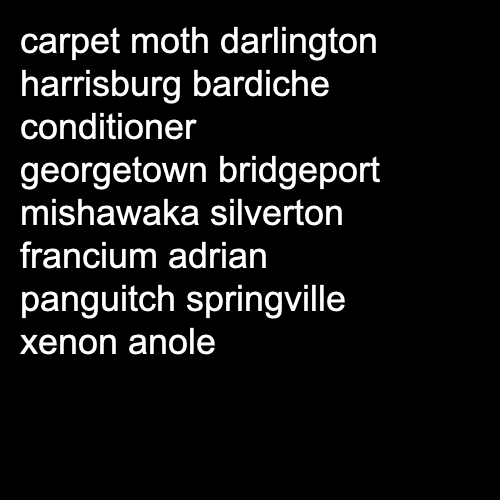 carpet moth darlington
harrisburg bardiche
conditioner
georgetown bridgeport
mishawaka silverton
francium adrian
panguitch springville
xenon anole